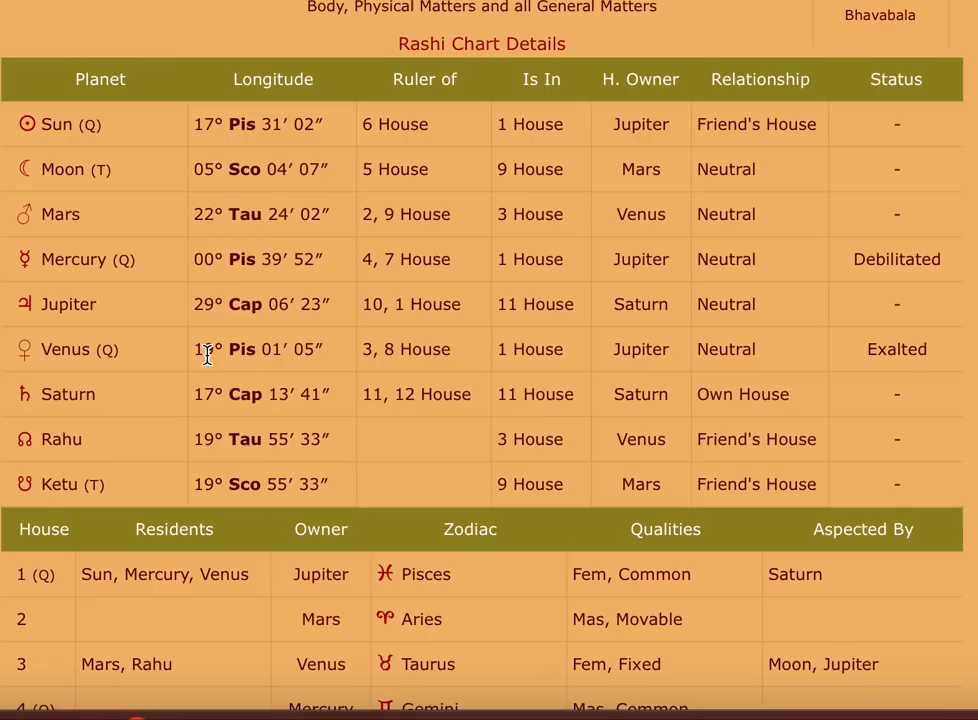 Body, Physical Matters and all General Matters
Bhavabala
Rashi Chart Details
Planet Longitude Ruler of Is In H. Owner Relationship Status
☉ Sun (Q) 17° Pis 31′ 02″ 6 House 1 House Jupiter Friend's House -
☾ Moon (T) 05° Sco 04′ 07″ 5 House 9 House Mars Neutral -
♂ Mars 22° Tau 24′ 02″ 2, 9 House 3 House Venus Neutral -
☿ Mercury (Q) 00° Pis 39′ 52″ 4, 7 House 1 House Jupiter Neutral Debilitated
♃ Jupiter 29° Cap 06′ 23″ 10, 1 House 11 House Saturn Neutral -
♀ Venus (Q) Pis 01′ 05″ 3, 8 House 1 House Jupiter Neutral Exalted
♄ Saturn 17° Cap 13′ 41″ 11, 12 House 11 House Saturn Own House -
☊ Rahu 19° Tau 55′ 33″ 3 House Venus Friend's House -
☋ Ketu (T) 19° Sco 55′ 33″ 9 House Mars Friend's House -
House Residents Owner Zodiac Qualities Aspected By
1 (Q) Sun, Mercury, Venus Jupiter ♓ Pisces Fem, Common Saturn
2 Mars ♈ Aries Mas, Movable
3 Mars, Rahu Venus ♉ Taurus Fem, Fixed Moon, Jupiter
4 (Q) Mercury ♊ Gemini Mas, Common